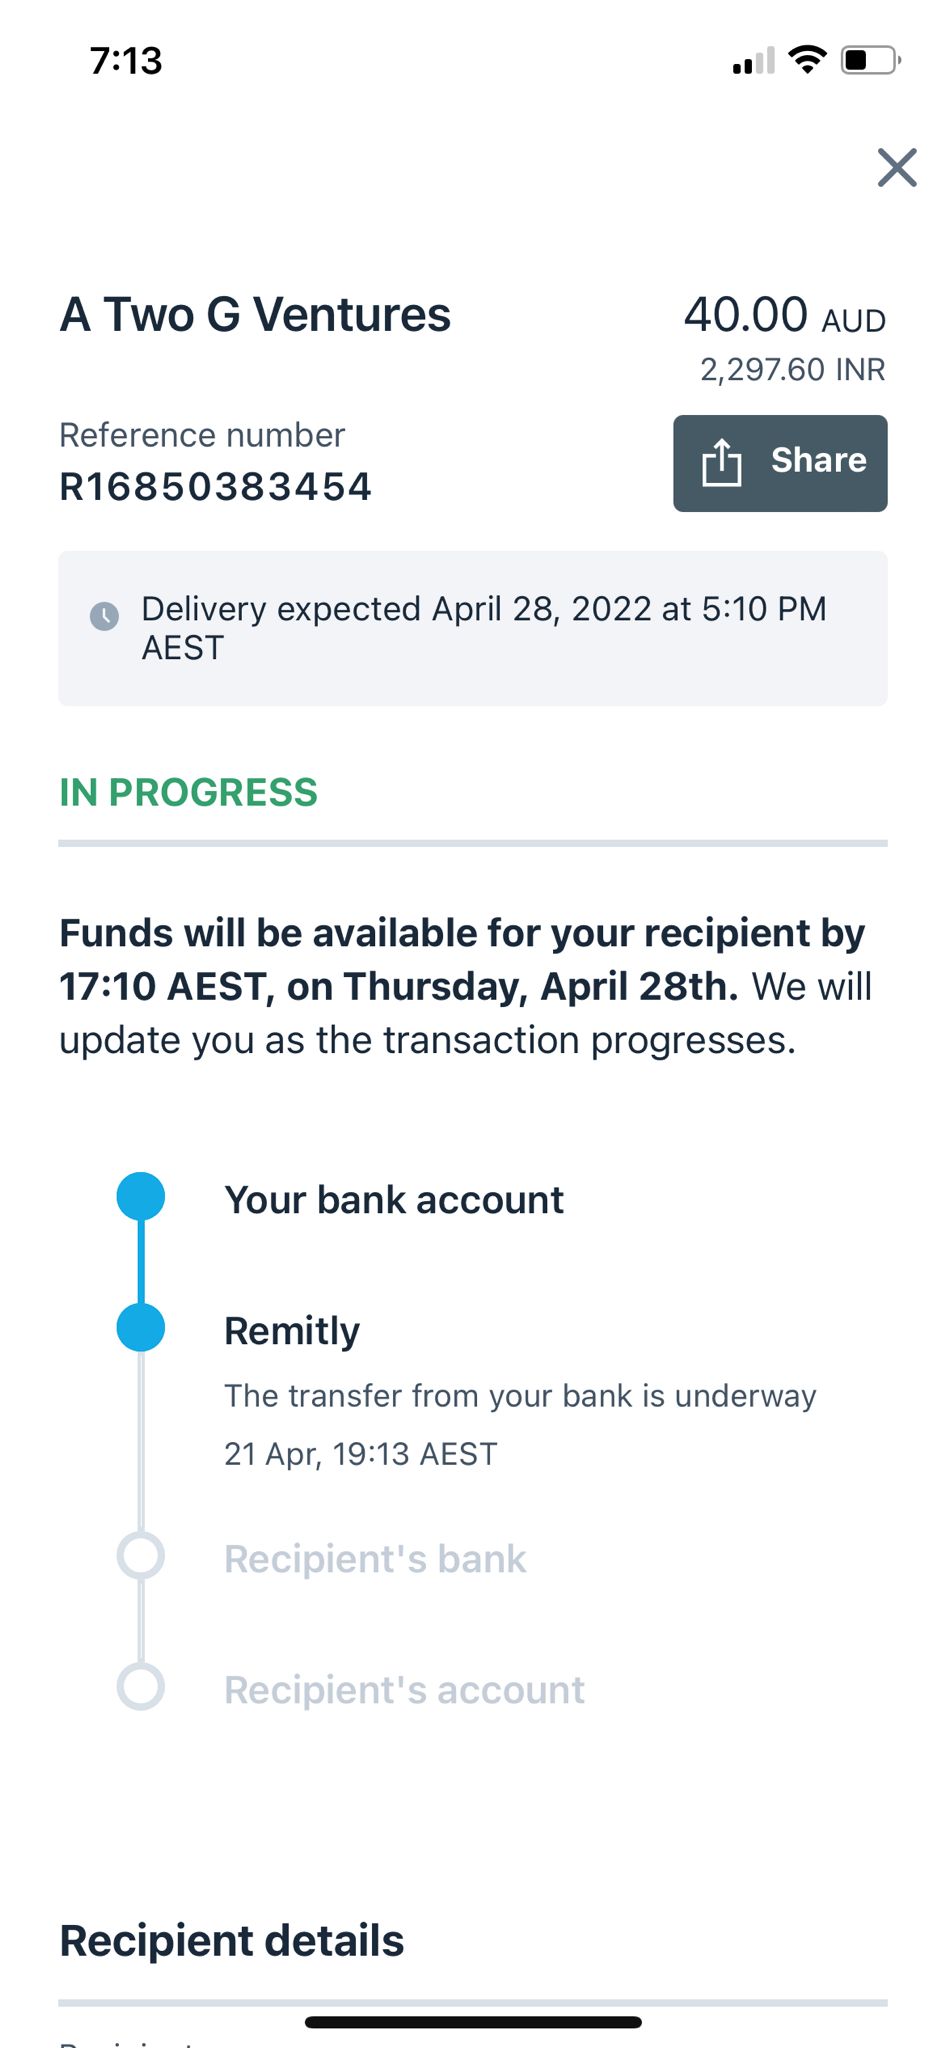 7:13
A Two G Ventures
40.00 AUD
2,297.60 INR
Reference number
R16850383454
Share
Delivery expected April 28, 2022 at 5:10 PM
AEST
IN PROGRESS
Funds will be available for your recipient by
17:10 AEST, on Thursday, April 28th. We will
update you as the transaction progresses.
Your bank account
Remitly
The transfer from your bank is underway
21 Apr, 19:13 AEST
Recipient's bank
Recipient's account
Recipient details